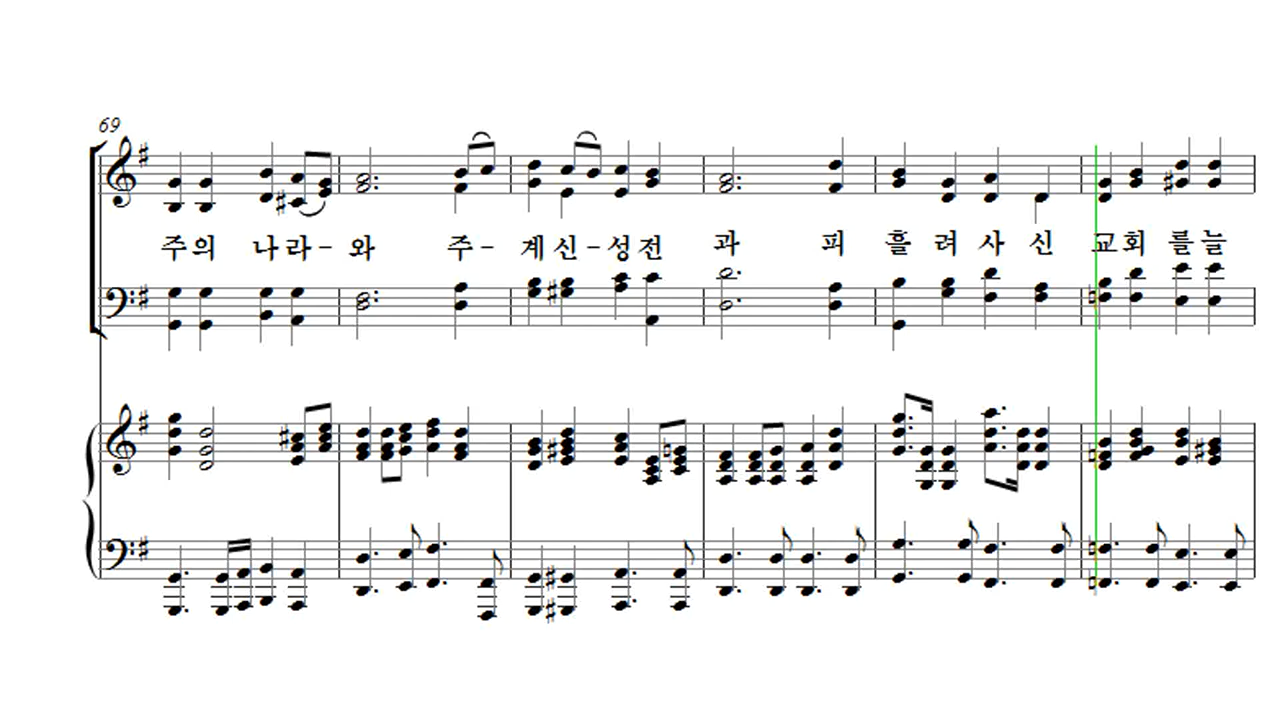 69
주의 나라- 와 주- 계신-성전 과 피 흘 려 사 신 교회 를늘